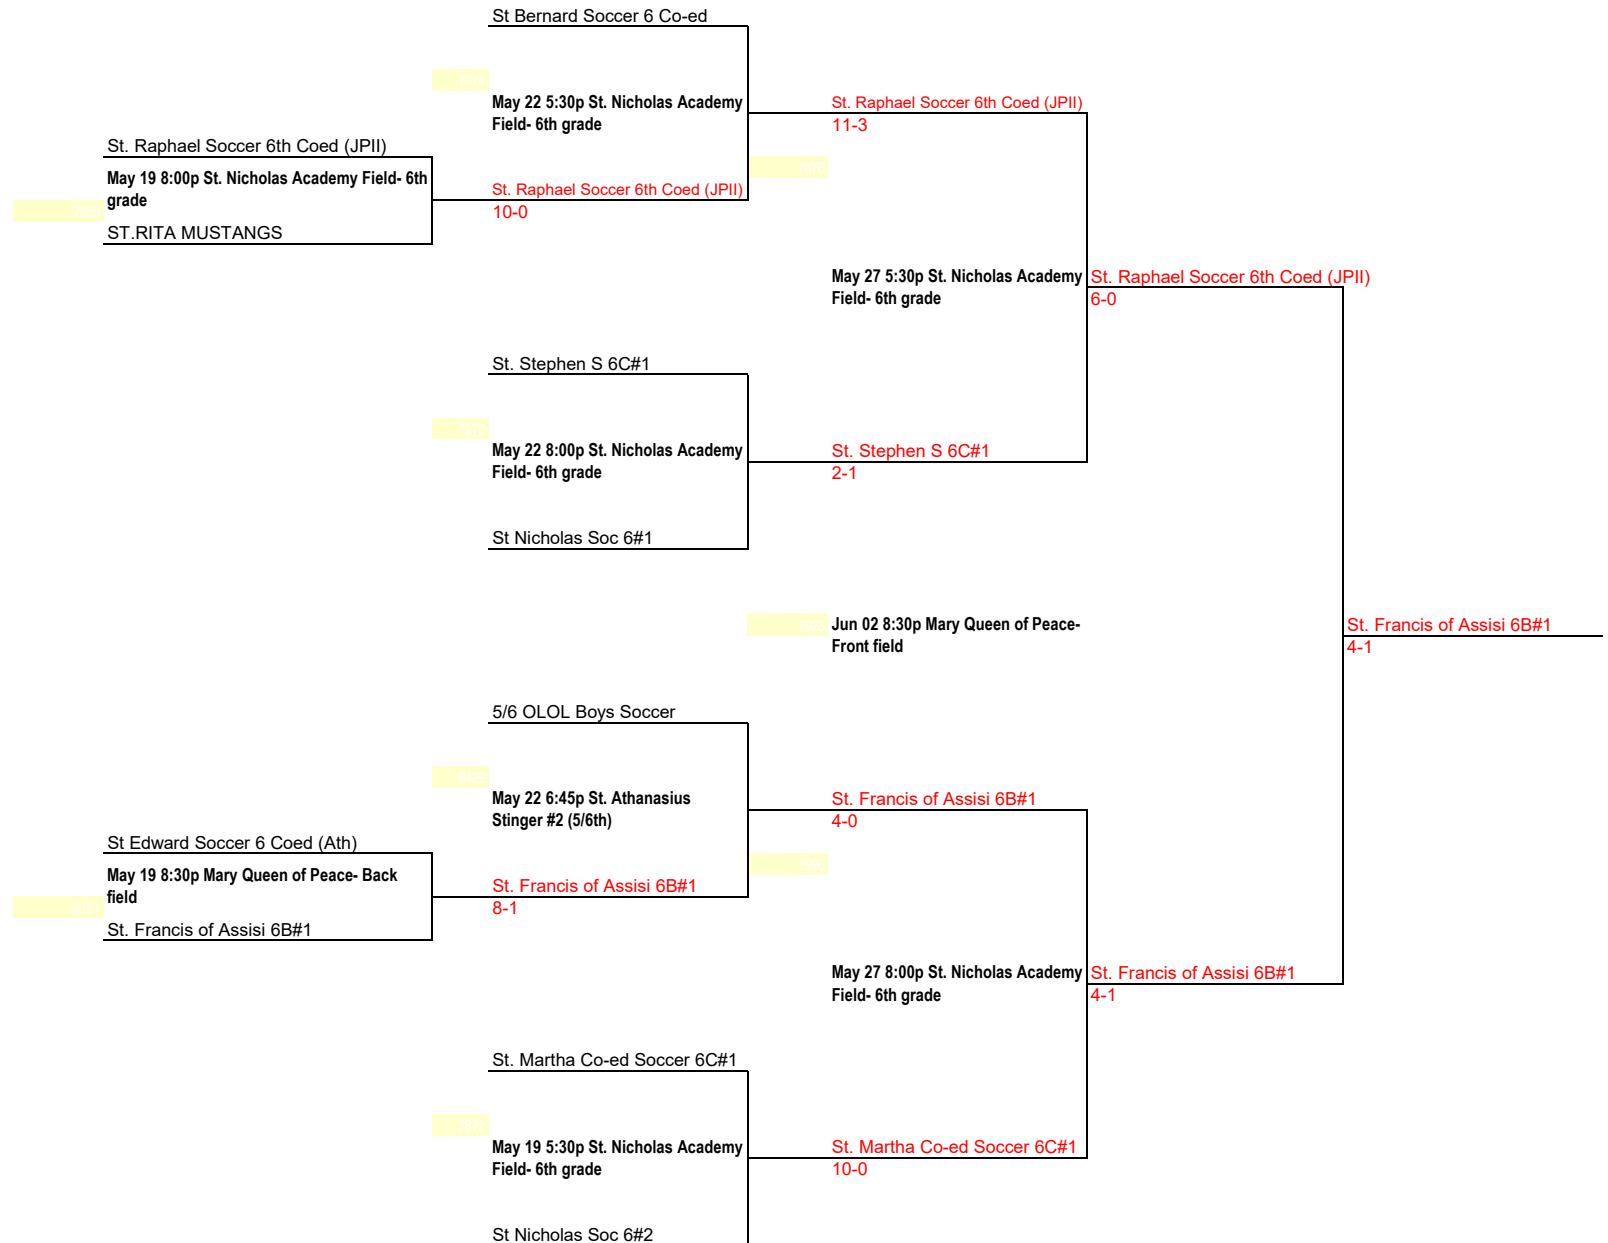 St Bernard Soccer 6 Co-ed
May 22 5:30p St. Nicholas Academy
Field- 6th grade
St. Raphael Soccer 6th Coed (JPII)
11-3
St. Raphael Soccer 6th Coed (JPII)
May 19 8:00p St. Nicholas Academy Field- 6th
grade
St. Raphael Soccer 6th Coed (JPII)
10-0
ST.RITA MUSTANGS
May 27 5:30p St. Nicholas Academy
Field- 6th grade
St. Raphael Soccer 6th Coed (JPII)
6-0
St. Stephen S 6C#1
May 22 8:00p St. Nicholas Academy
Field- 6th grade
St. Stephen S 6C#1
2-1
St Nicholas Soc 6#1
Jun 02 8:30p Mary Queen of Peace-
Front field
St. Francis of Assisi 6B#1
4-1
5/6 OLOL Boys Soccer
May 22 6:45p St. Athanasius
Stinger #2 (5/6th)
St. Francis of Assisi 6B#1
4-0
St Edward Soccer 6 Coed (Ath)
May 19 8:30p Mary Queen of Peace- Back
field
St. Francis of Assisi 6B#1
8-1
St. Francis of Assisi 6B#1
May 27 8:00p St. Nicholas Academy
Field- 6th grade
St. Francis of Assisi 6B#1
4-1
St. Martha Co-ed Soccer 6C#1
May 19 5:30p St. Nicholas Academy
Field- 6th grade
St. Martha Co-ed Soccer 6C#1
10-0
St Nicholas Soc 6#2